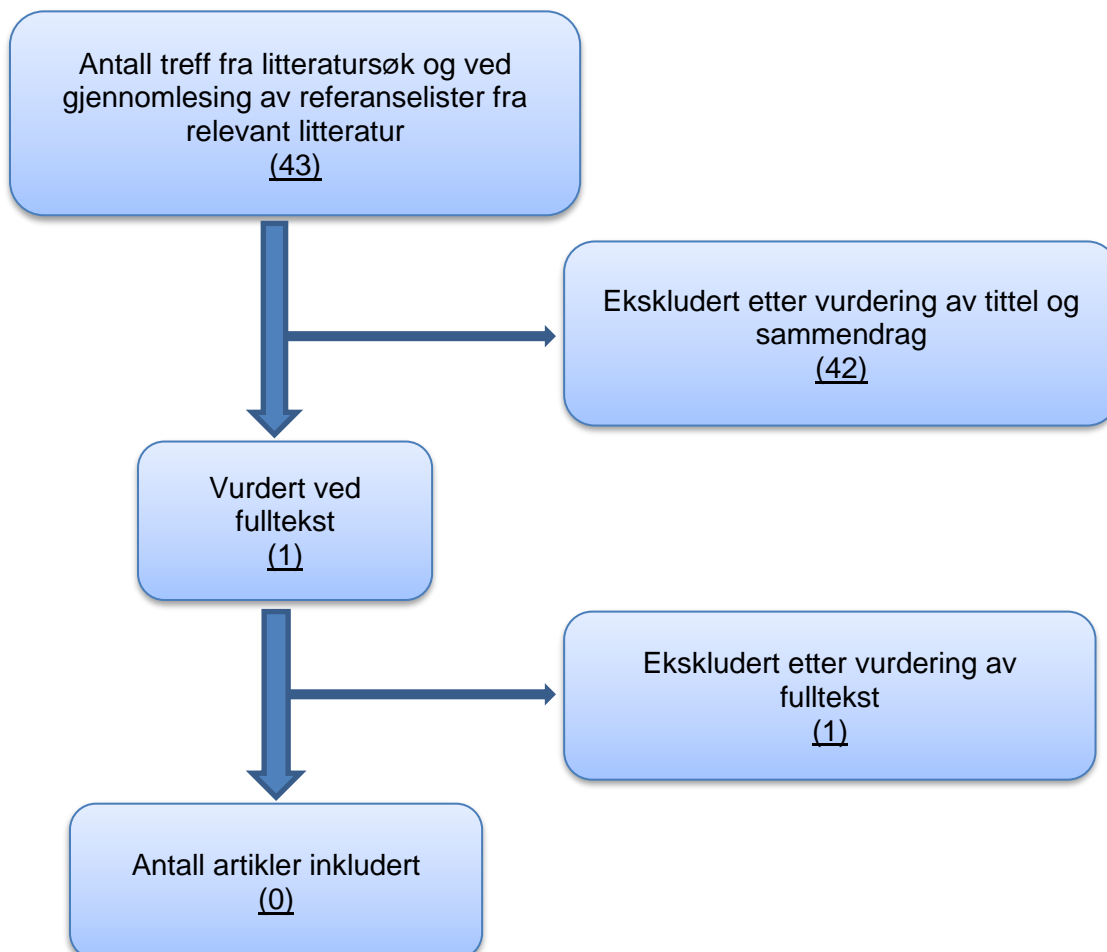 Antall treff fra litteratursøk og ved
gjennomlesing av referanselister fra
relevant litteratur
(43)
Ekskludert etter vurdering av tittel og
sammendrag
(42)
Vurdert ved
fulltekst
(1)
Ekskludert etter vurdering av
fulltekst
(1)
Antall artikler inkludert
(0)